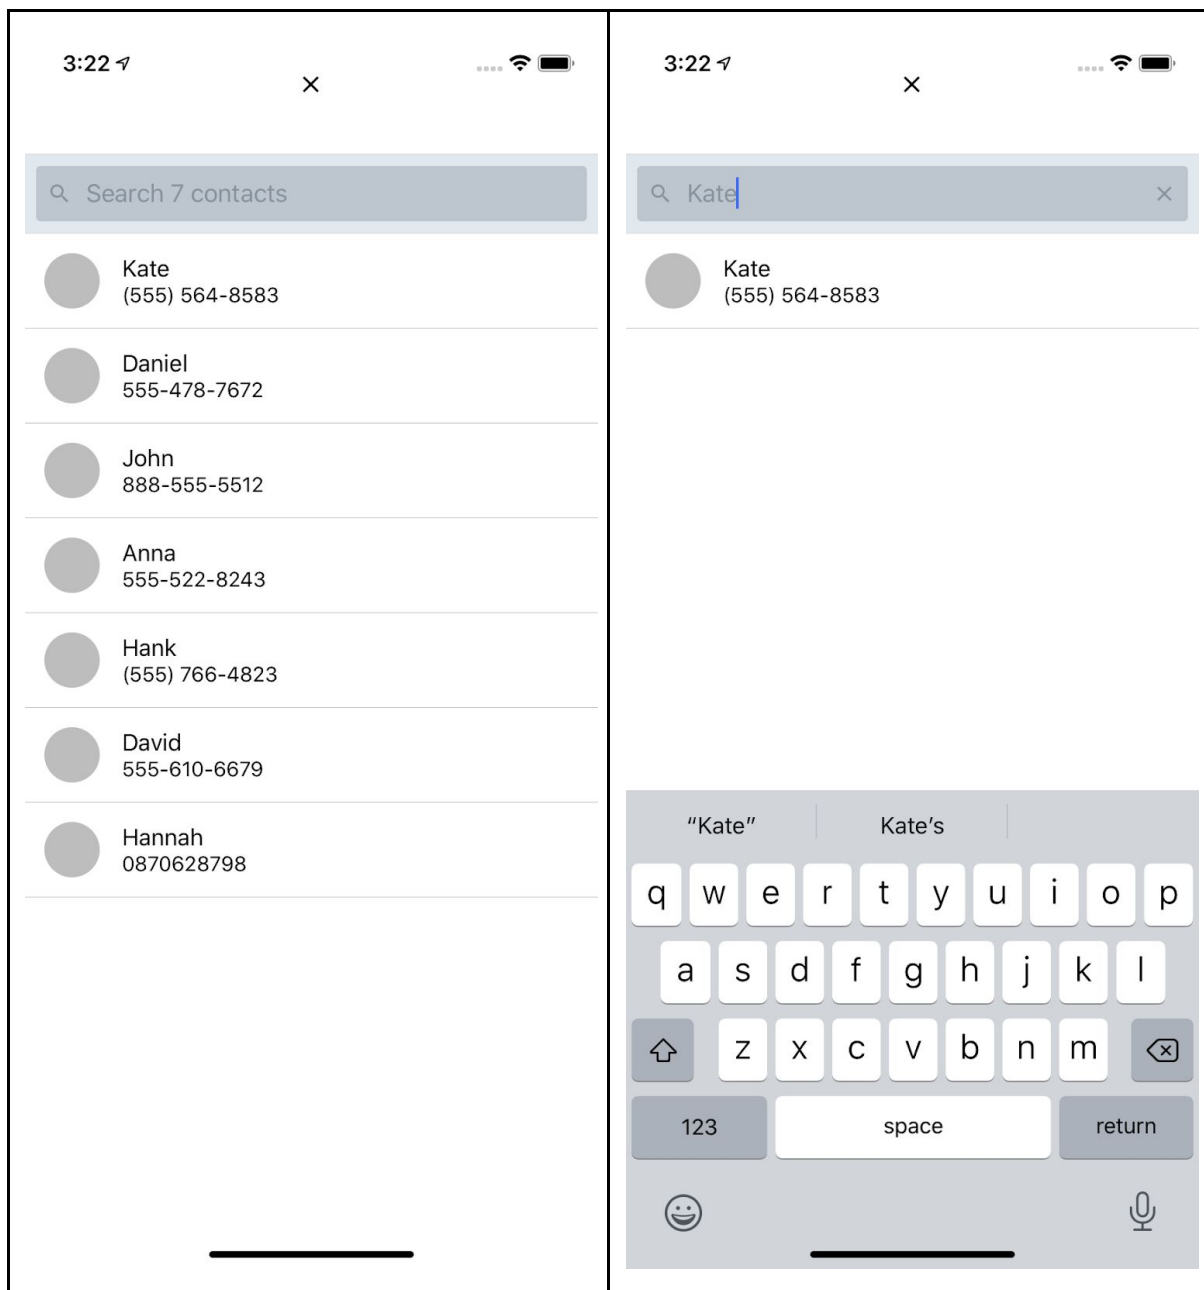 3:22
Search 7 contacts
Kate
(555) 564-8583
Daniel
555-478-7672
John
888-555-5512
Anna
555-522-8243
Hank
(555) 766-4823
David
555-610-6679
Hannah
0870628798
3:22
Kate
Kate
(555) 564-8583
“Kate” Kate’s
q w e r t y u i o p
a s d f g h j k l
z x c v b n m
123 space return